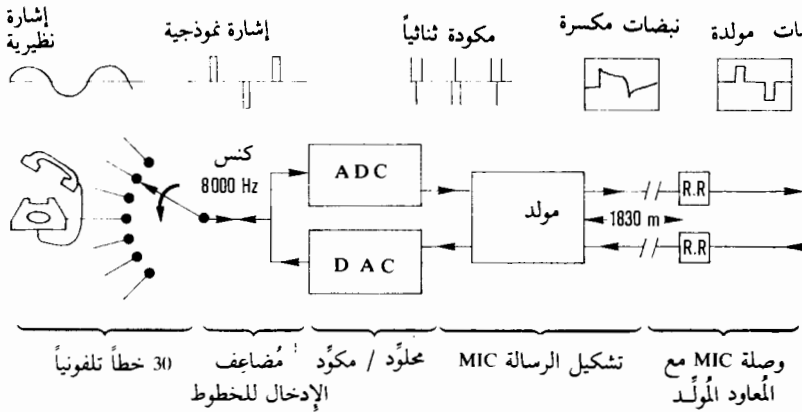 إشارة
نظيرية
إشارة نموذجية
مكودة ثنائياً
نبضات مكسرة
مولدة
كنس
8000 Hz
ADC
DAC
مولد
1830 m
R.R
R.R
30 خطاً تلفونياً
مُضاعِف
الإدخال للخطوط
محلوِّد / مكوِّد
تشكيل الرسالة MIC
وصلة MIC مع
المُعاود المُولِّد